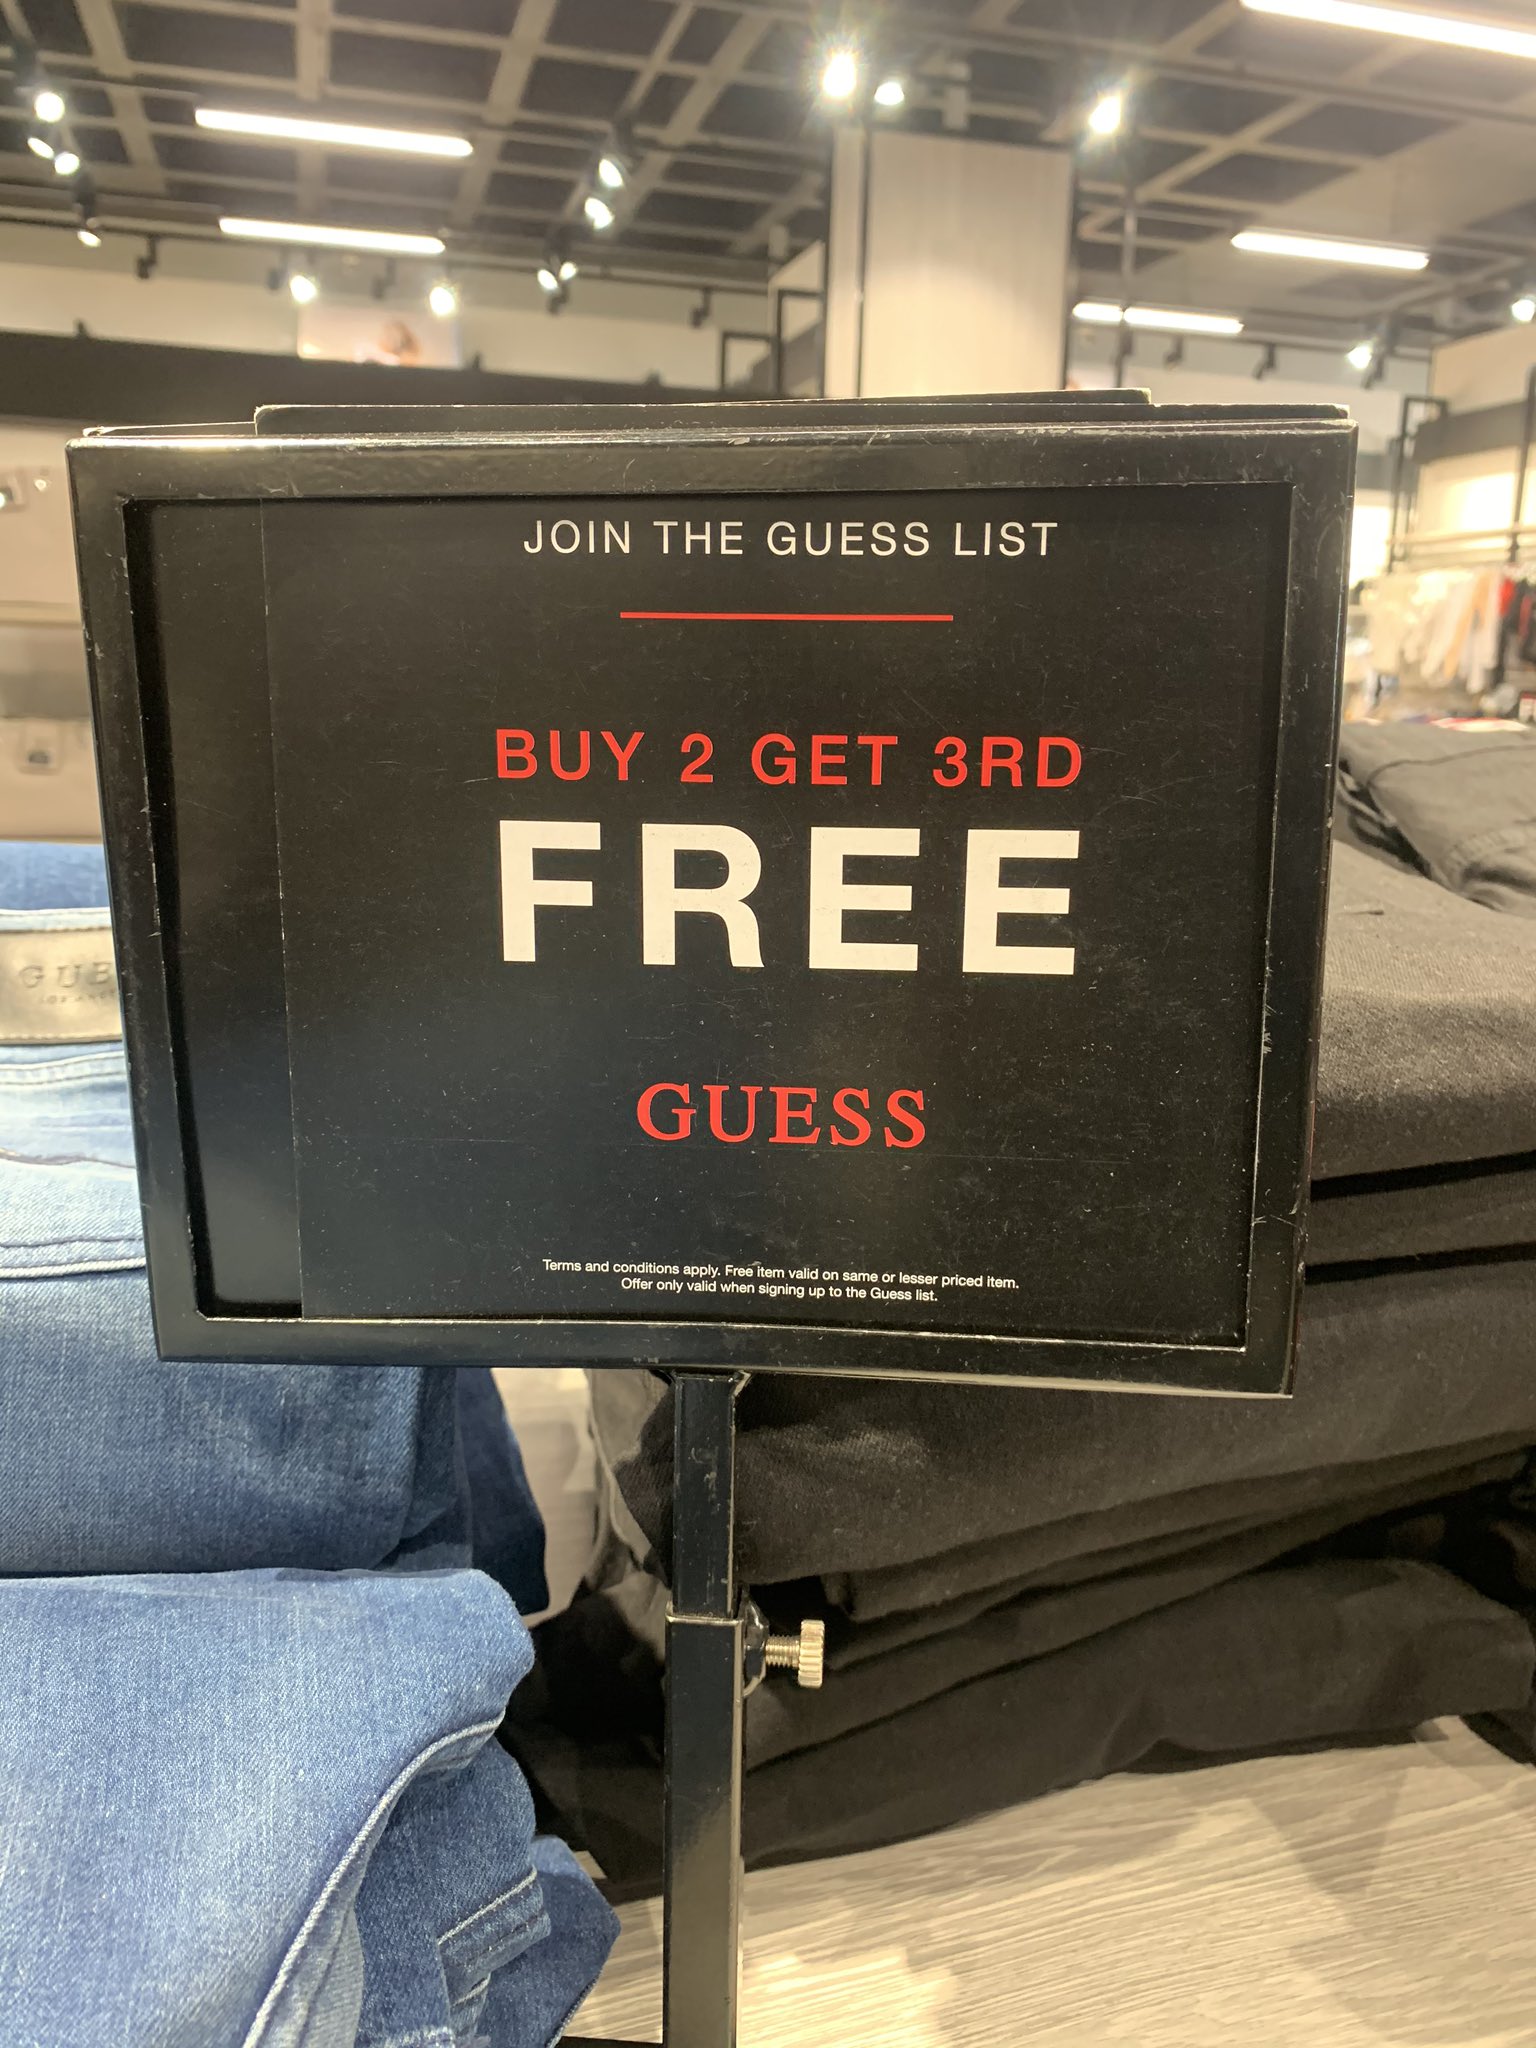 JOIN THE GUESS LIST
BUY 2 GET 3RD
FREE
GUESS
Terms and conditions apply. Free item valid on same or lesser priced item.
Offer only valid when signing up to the Guess list.